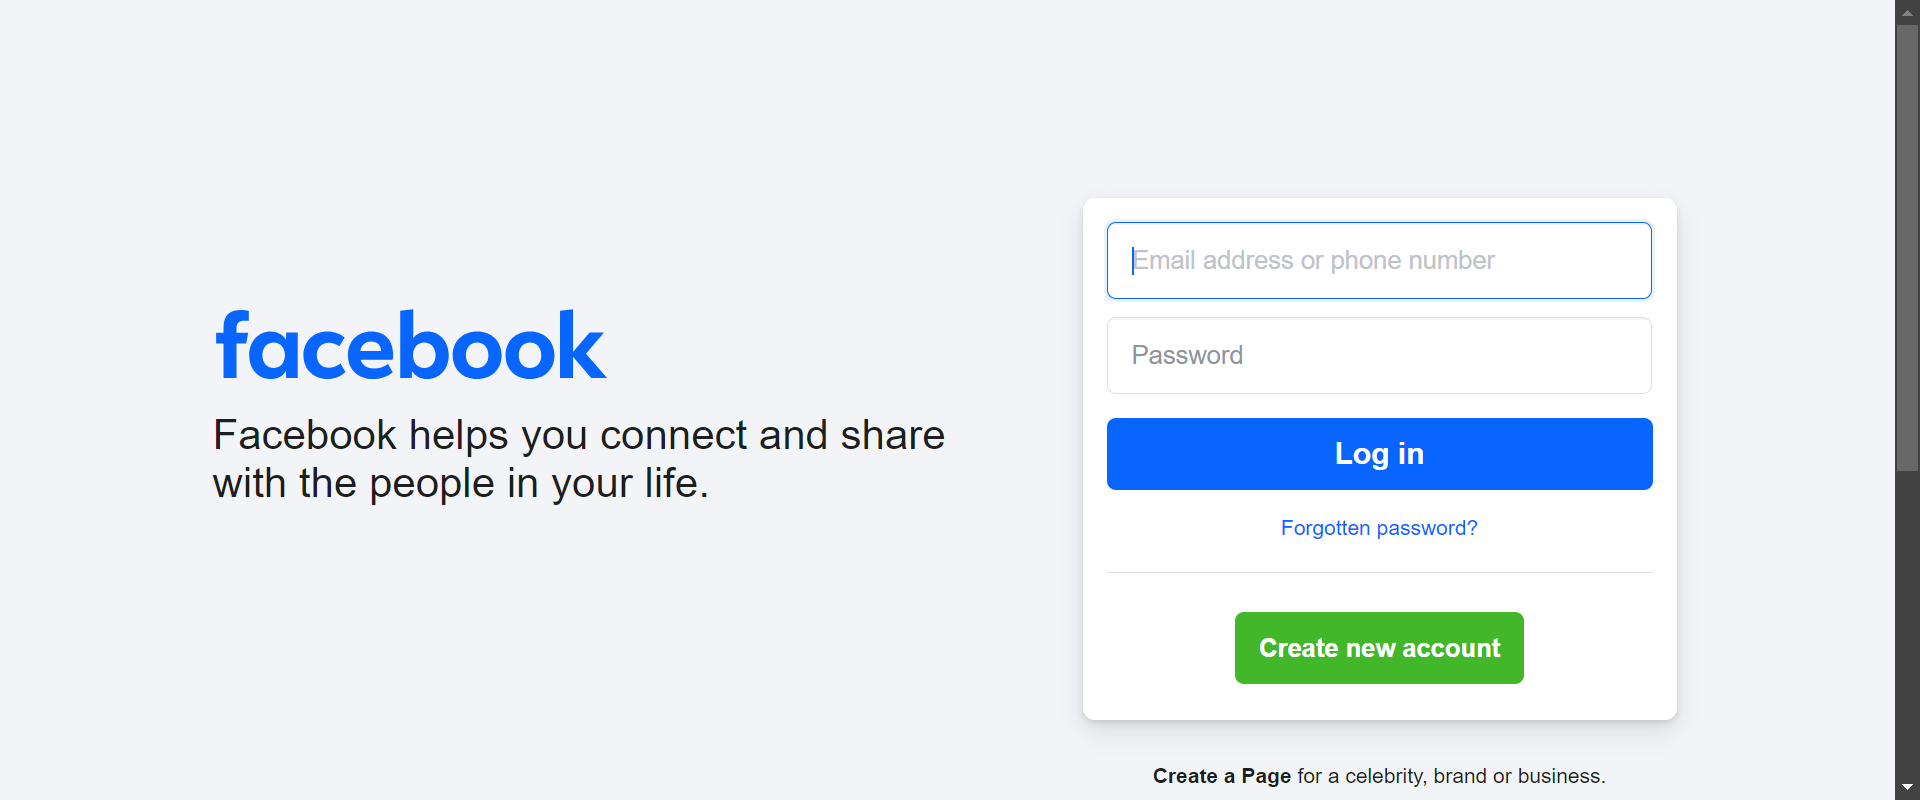 facebook
Facebook helps you connect and share
with the people in your life.
Email address or phone number
Password
Log in
Forgotten password?
Create new account
Create a Page for a celebrity, brand or business.